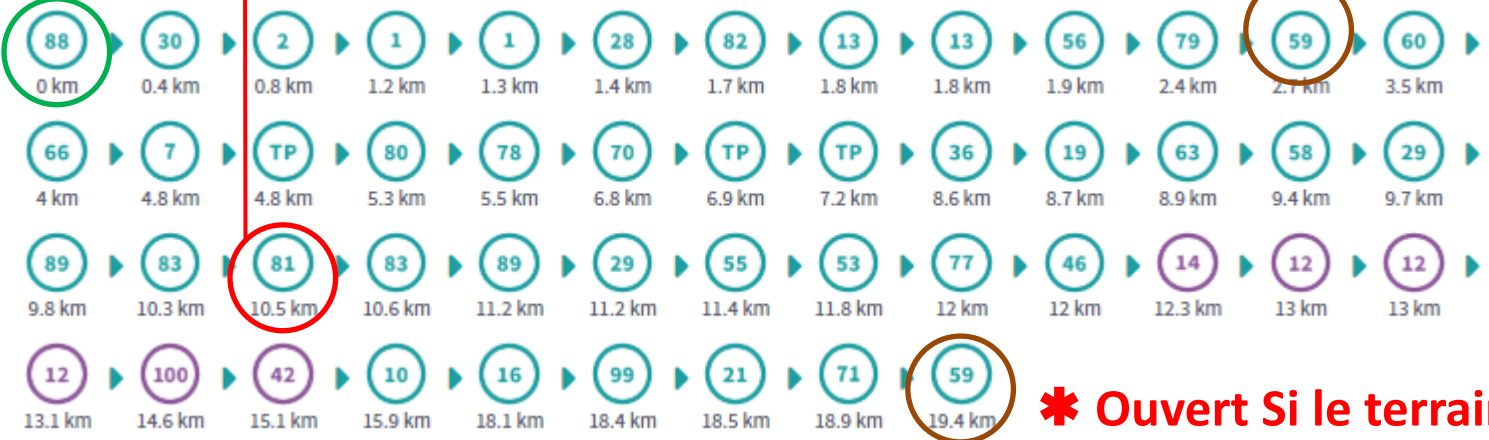 88 30 2 1 1 28 82 13 13 56 79 59 60
0 km 0.4 km 0.8 km 1.2 km 1.3 km 1.4 km 1.7 km 1.8 km 1.8 km 1.9 km 2.4 km 2.7 km 3.5 km
66 7 TP 80 78 70 TP TP 36 19 63 58 29
4 km 4.8 km 4.8 km 5.3 km 5.5 km 6.8 km 6.9 km 7.2 km 8.6 km 8.7 km 8.9 km 9.4 km 9.7 km
89 83 81 83 89 29 55 53 77 46 14 12 12
9.8 km 10.3 km 10.5 km 10.6 km 11.2 km 11.2 km 11.4 km 11.8 km 12 km 12 km 12.3 km 13 km 13 km
12 100 42 10 16 99 21 71 59
13.1 km 14.6 km 15.1 km 15.9 km 18.1 km 18.4 km 18.5 km 18.9 km 19.4 km
✱ Ouvert Si le terrain